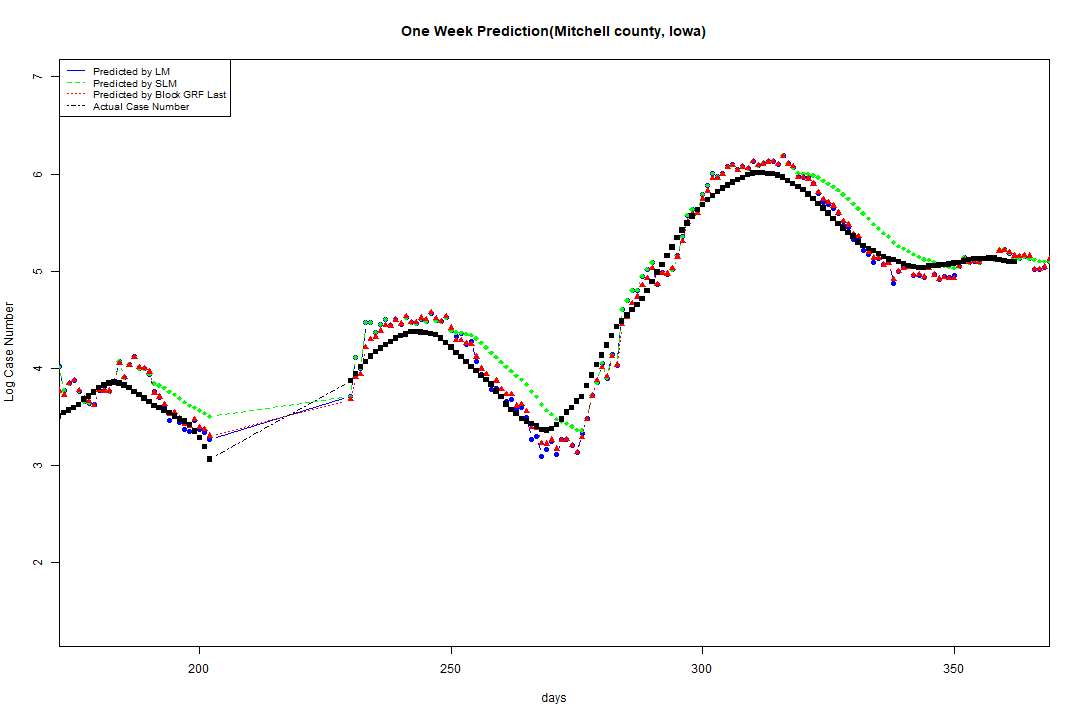 One Week Prediction(Mitchell county, Iowa)
Predicted by LM
Predicted by SLM
Predicted by Block GRF Last
Actual Case Number
7
6
5
4
3
2
Log Case Number
200 250 300 350
days